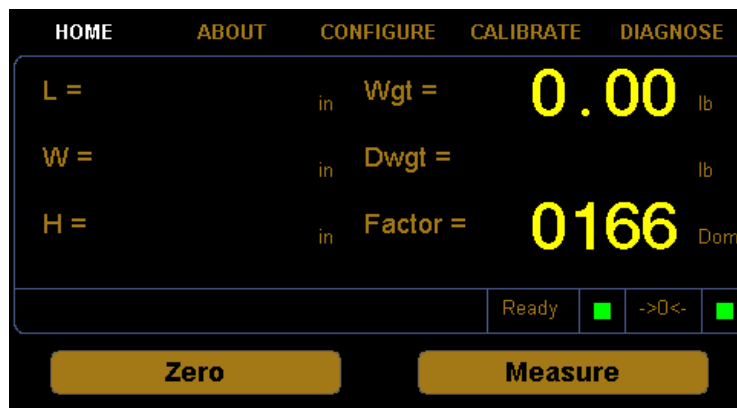 HOME ABOUT CONFIGURE CALIBRATE DIAGNOSE
L = in Wgt = 0.00 lb
W = in Dwgt = lb
H = in Factor = 0166 Dom
Ready ->0<-
Zero Measure